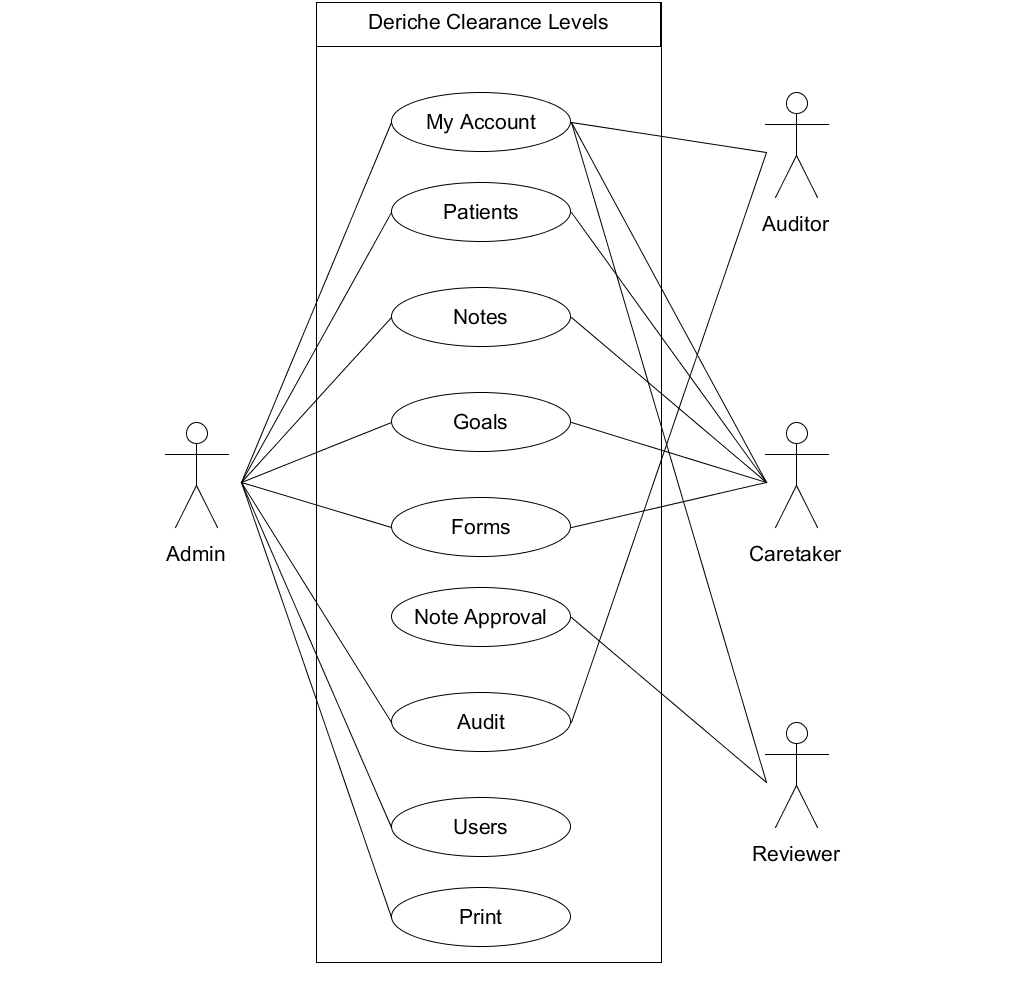 Deriche Clearance Levels
My Account
Patients
Notes
Goals
Forms
Note Approval
Audit
Users
Print
Admin
Auditor
Caretaker
Reviewer